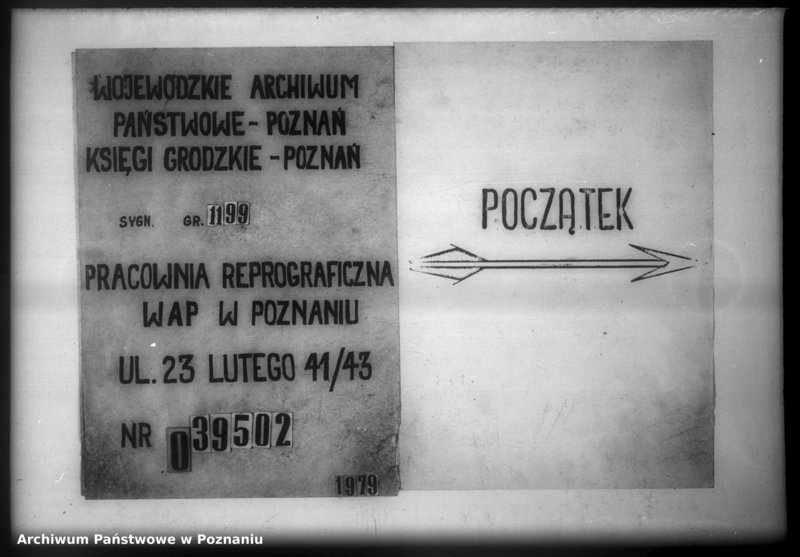 WOJEWÓDZKIE ARCHIWUM
PAŃSTWOWE - POZNAŃ
KSIĘGI GRODZKIE - POZNAŃ
SYGN. GR. 1199
PRACOWNIA REPROGRAFICZNA
WAP W POZNANIU
UL. 23 LUTEGO 41/43
NR 039502
1979
POCZĄTEK
Archiwum Państwowe w Poznaniu